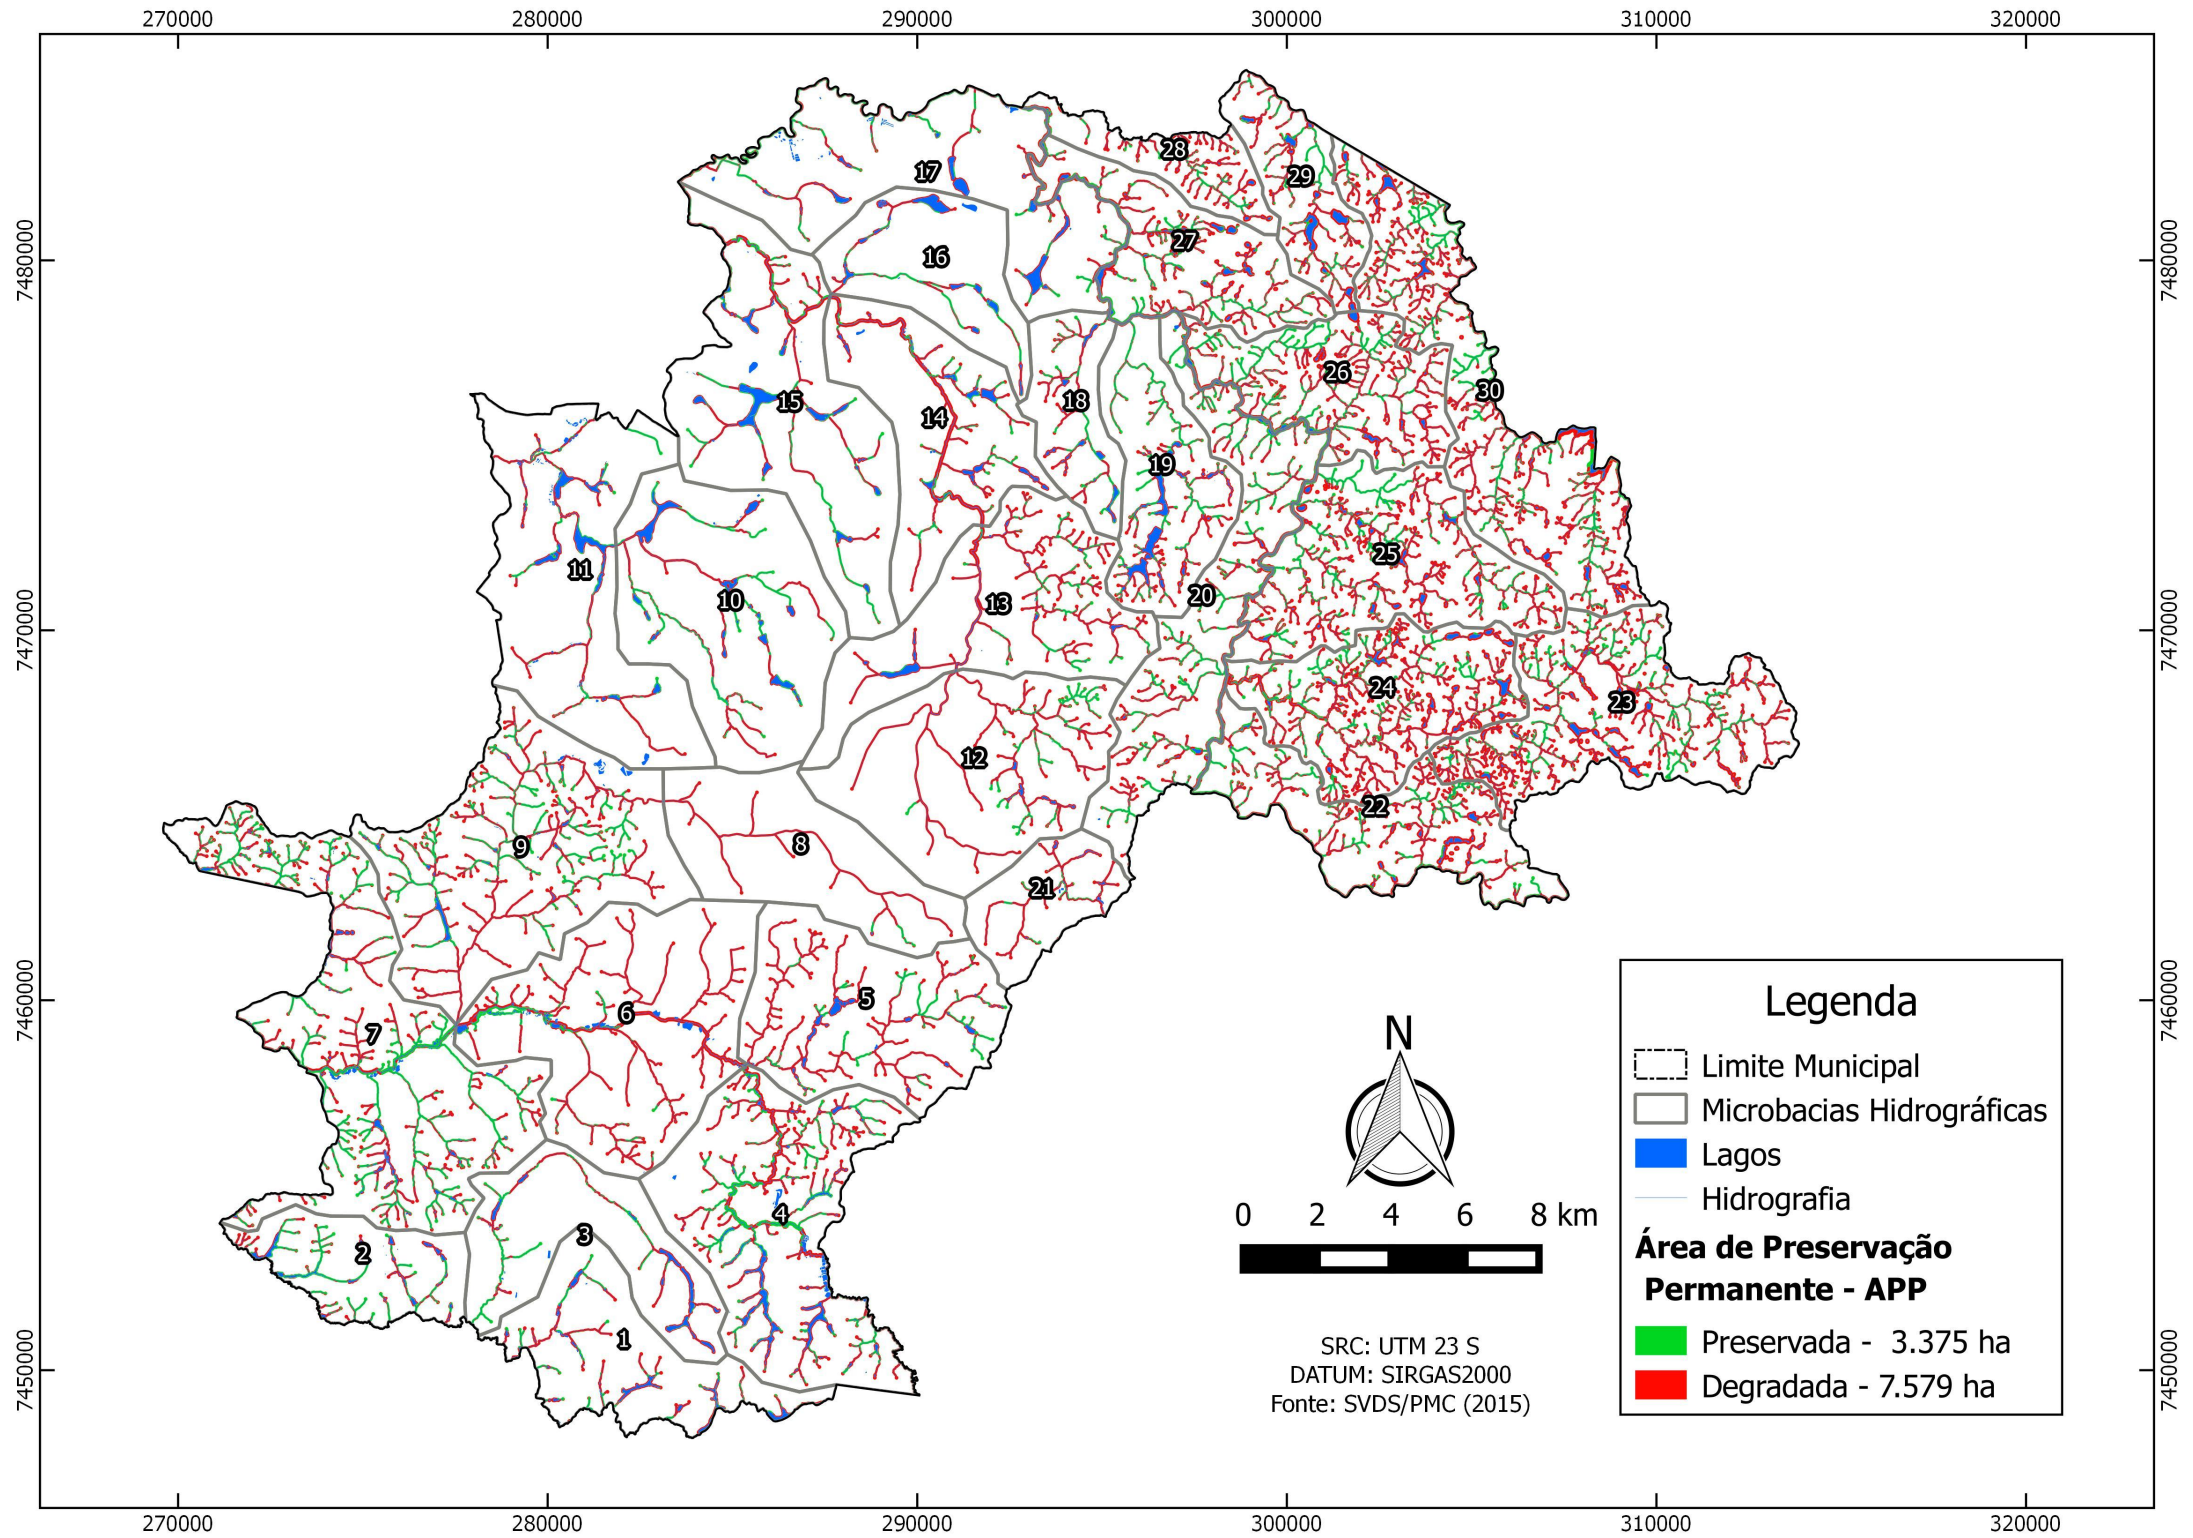 270000 280000 290000 300000 310000 320000
7480000 7480000
7470000 7470000
7460000 7460000
7450000 7450000
28
17
29
27
16
26
30
15
18
14
19
25
11
10
20
13
24
23
12
22
9
8
21
5
6
7
4
3
2
1
N
0 2 4 6 8 km
SRC: UTM 23 S
DATUM: SIRGAS2000
Fonte: SVDS/PMC (2015)
Legenda
Limite Municipal
Microbacias Hidrográficas
Lagos
Hidrografia
Área de Preservação
Permanente - APP
Preservada - 3.375 ha
Degradada - 7.579 ha
270000 280000 290000 300000 310000 320000